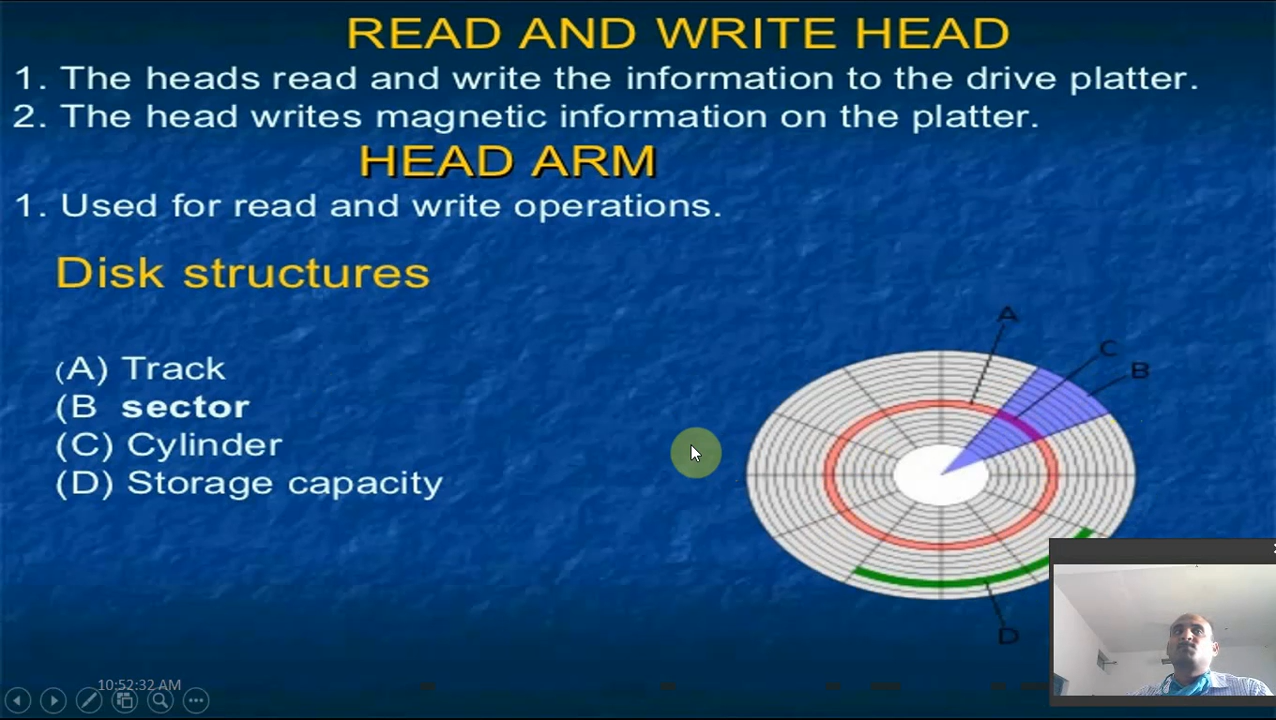 READ AND WRITE HEAD
1. The heads read and write the information to the drive platter.
2. The head writes magnetic information on the platter.
HEAD ARM
1. Used for read and write operations.
Disk structures
(A) Track
(B sector
(C) Cylinder
(D) Storage capacity
A
C
B
D
10:52:32 AM